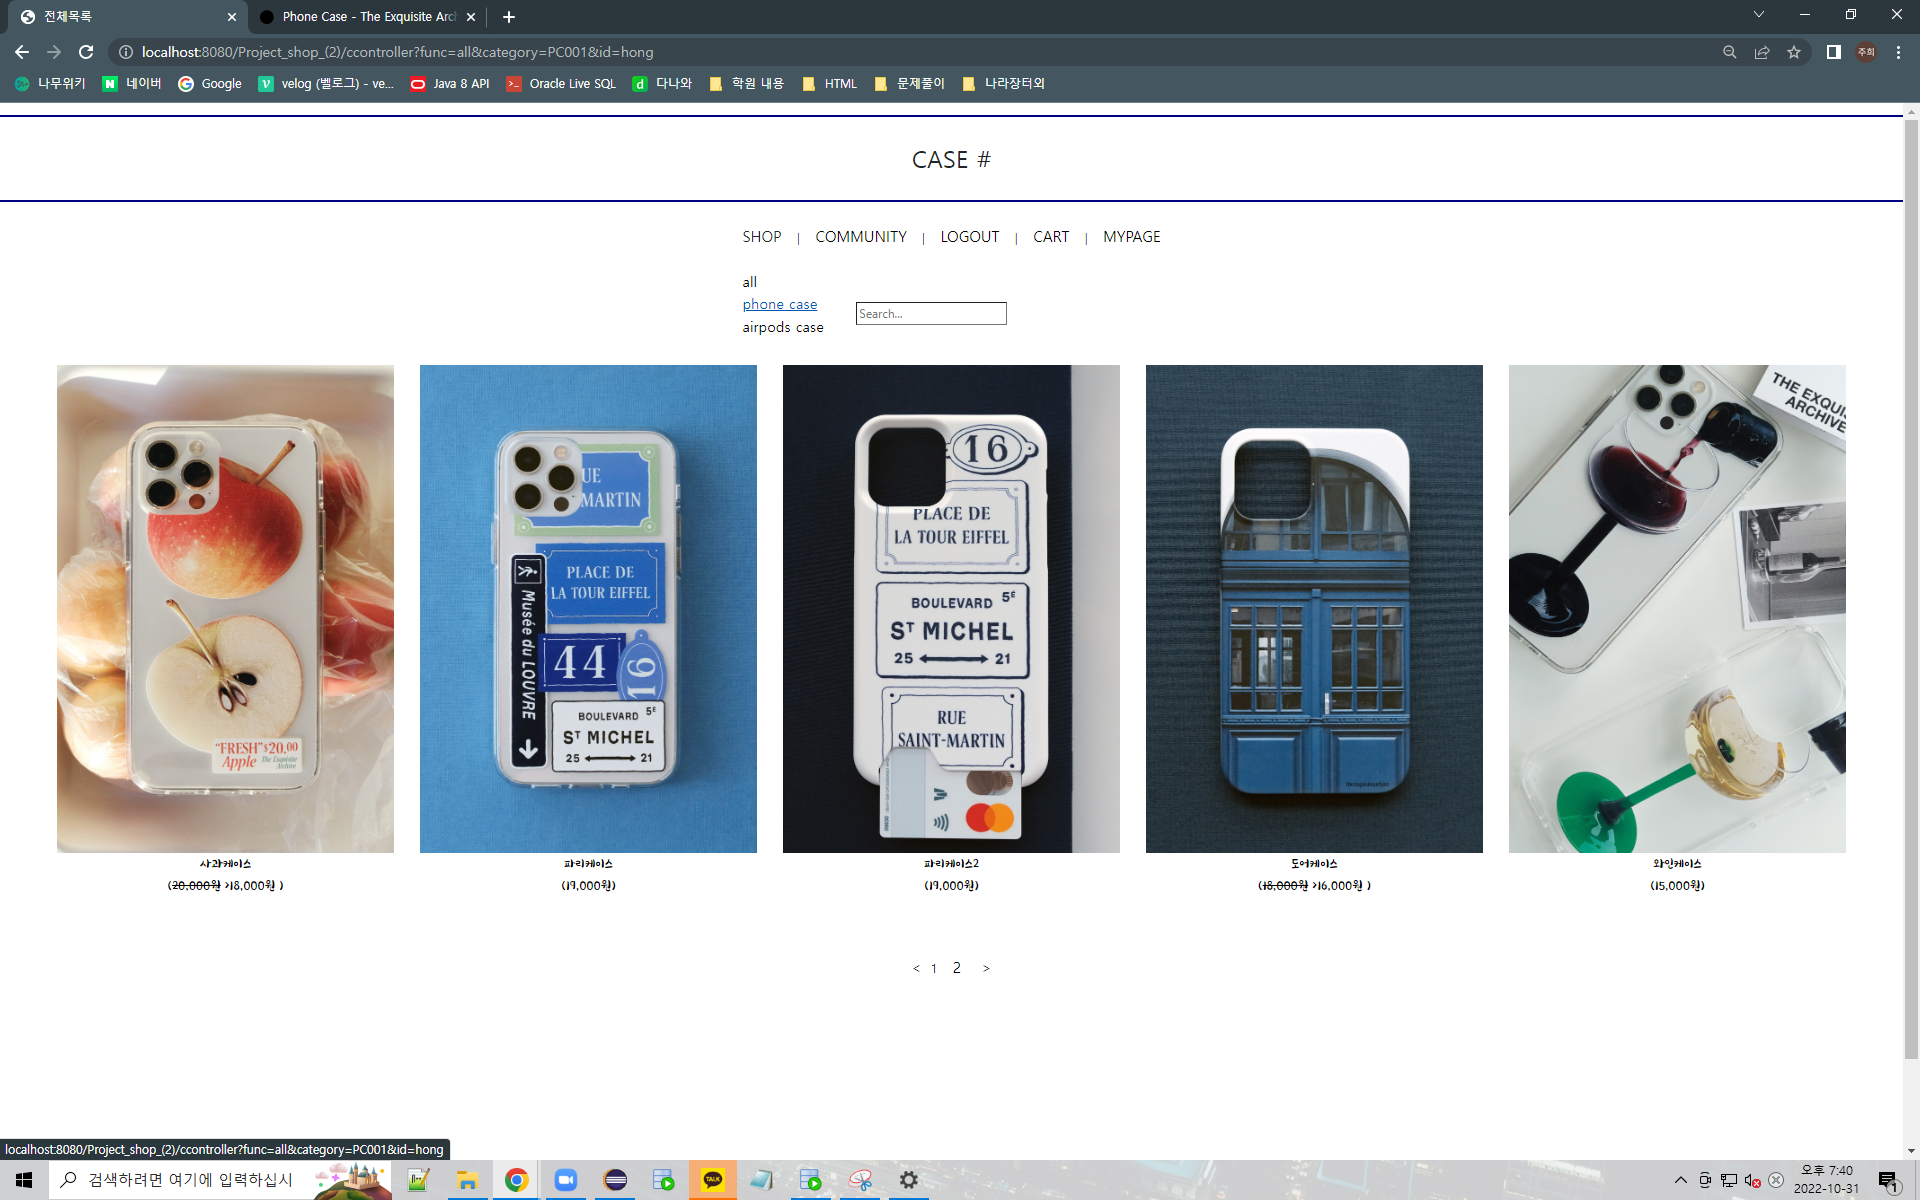 전체목록
Phone Case - The Exquisite Arc
localhost:8080/Project_shop_(2)/ccontroller?func=all&category=PC001&id=hong
주희
나무위키
네이버
Google
velog (벨로그) - ve...
Java 8 API
Oracle Live SQL
다나와
학원 내용
HTML
문제풀이
나라장터외
CASE #
SHOP | COMMUNITY | LOGOUT | CART | MYPAGE
all
phone case
Search...
airpods case
"FRESH" $20.00
Apple The Exquisite
Archive
RUE
MARTIN
PLACE DE
LA TOUR EIFFEL
Musée du LOUVRE
44
16
BOULEVARD 5E
ST MICHEL
25 21
16
PLACE DE
LA TOUR EIFFEL
BOULEVARD 5E
ST MICHEL
25 21
RUE
SAINT-MARTIN
THE EXQUIS
ARCHIVE.
사과케이스
(20,000원 >18,000원 )
파리케이스
(19,000원)
파리케이스2
(19,000원)
도어케이스
(18,000원 >16,000원 )
와인케이스
(15,000원)
< 1 2 >
localhost:8080/Project_shop_(2)/ccontroller?func=all&category=PC001&id=hong
검색하려면 여기에 입력하십시
TALK
오후 7:40
2022-10-31
1